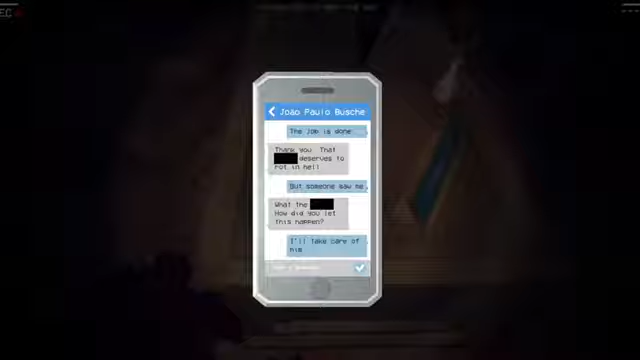 EC
João Paulo Busche
The job is done
Thank you. That
deserves to
rot in hell
But someone saw me
What the
How did you let
this happen?
I'll take care of
him